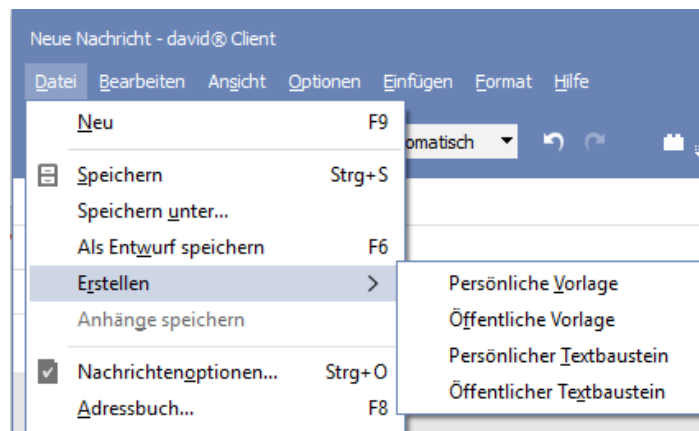 Neue Nachricht - david® Client
Datei Bearbeiten Ansicht Optionen Einfügen Format Hilfe
Neu F9
omatisch
Speichern Strg+S
Speichern unter...
Als Entwurf speichern F6
Erstellen
Persönliche Vorlage
Öffentliche Vorlage
Anhänge speichern
Persönlicher Textbaustein
Nachrichtenoptionen... Strg+O
Öffentlicher Textbaustein
Adressbuch... F8